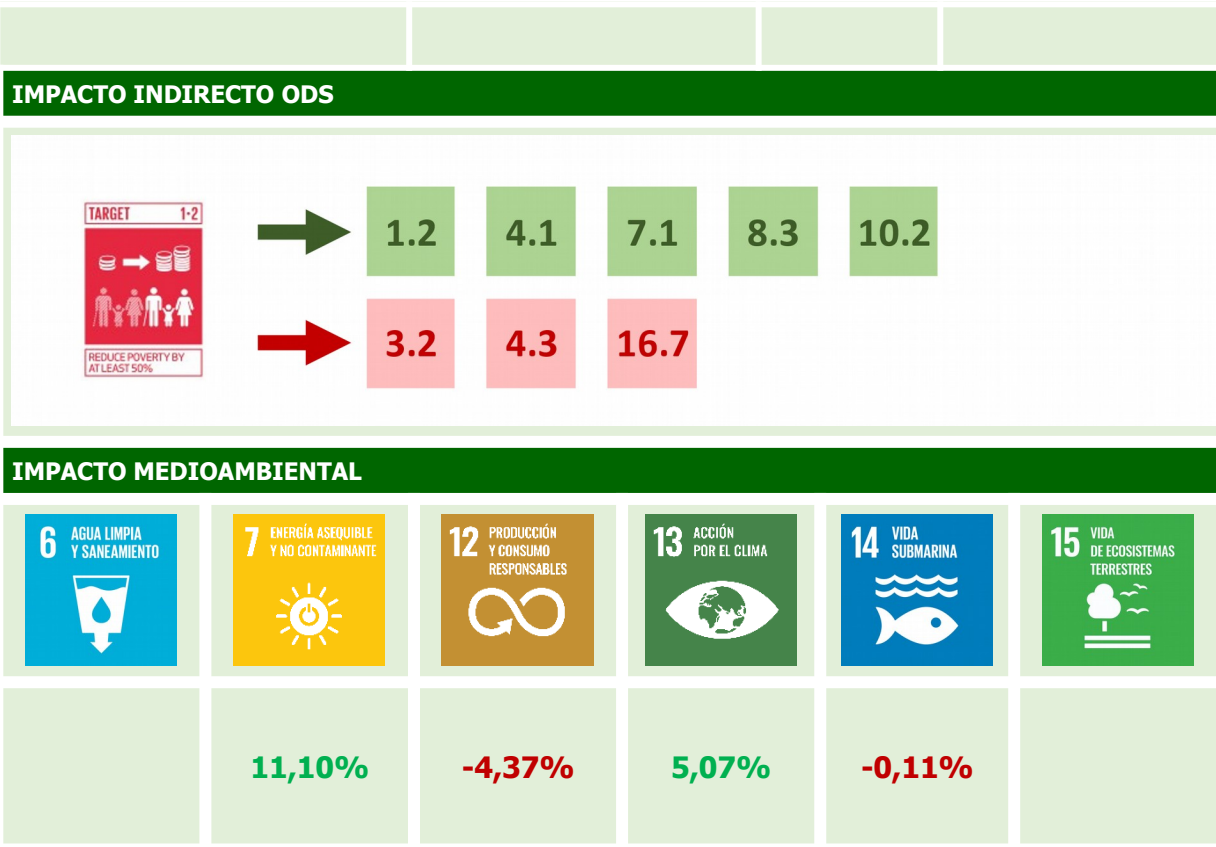 IMPACTO INDIRECTO ODS
TARGET 1·2
REDUCE POVERTY BY
AT LEAST 50%
1.2 4.1 7.1 8.3 10.2
3.2 4.3 16.7
IMPACTO MEDIOAMBIENTAL
6 AGUA LIMPIA
Y SANEAMIENTO
7 ENERGÍA ASEQUIBLE
Y NO CONTAMINANTE
12 PRODUCCIÓN
Y CONSUMO
RESPONSABLES
13 ACCIÓN
POR EL CLIMA
14 VIDA
SUBMARINA
15 VIDA
DE ECOSISTEMAS
TERRESTRES
11,10% -4,37% 5,07% -0,11%